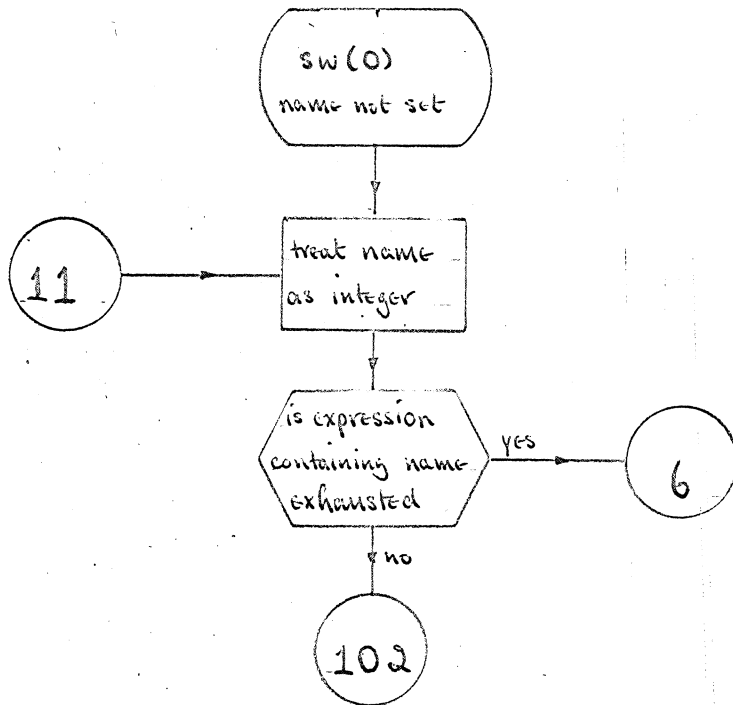 sw(0)
name not set
treat name
as integer
11
is expression
containing name
exhausted
yes
6
no
102